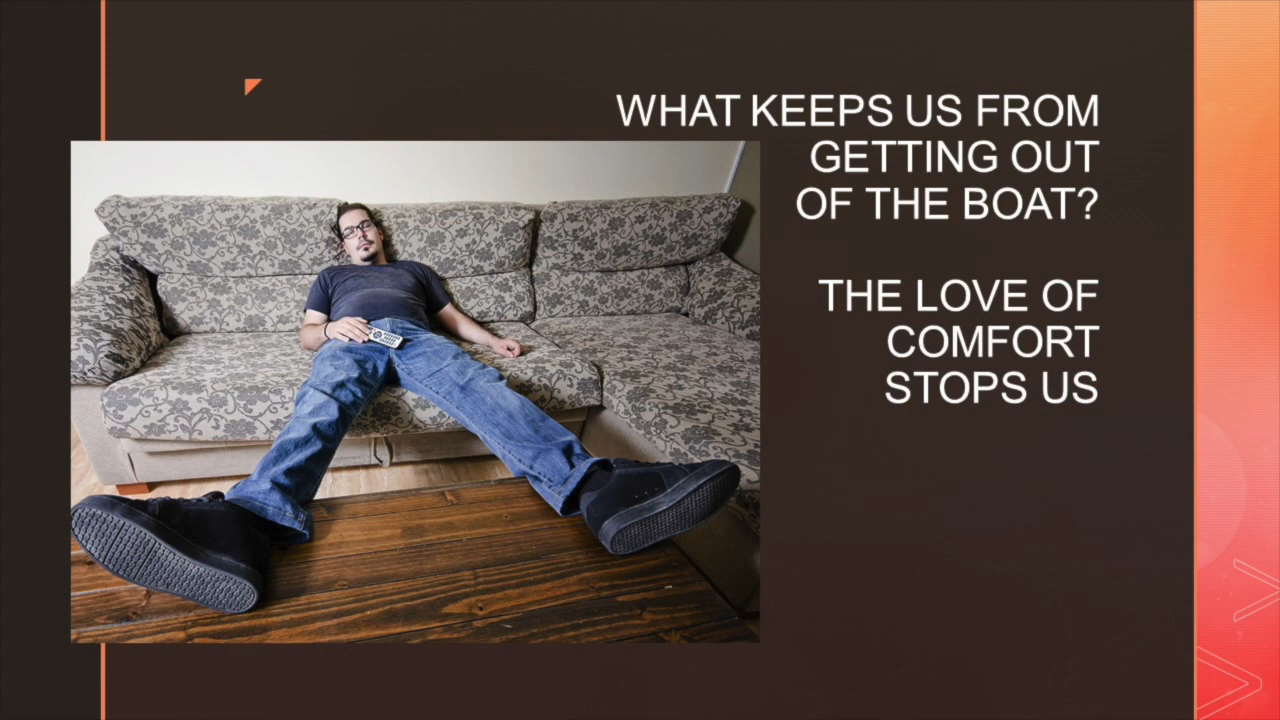 WHAT KEEPS US FROM
GETTING OUT
OF THE BOAT?
THE LOVE OF
COMFORT
STOPS US